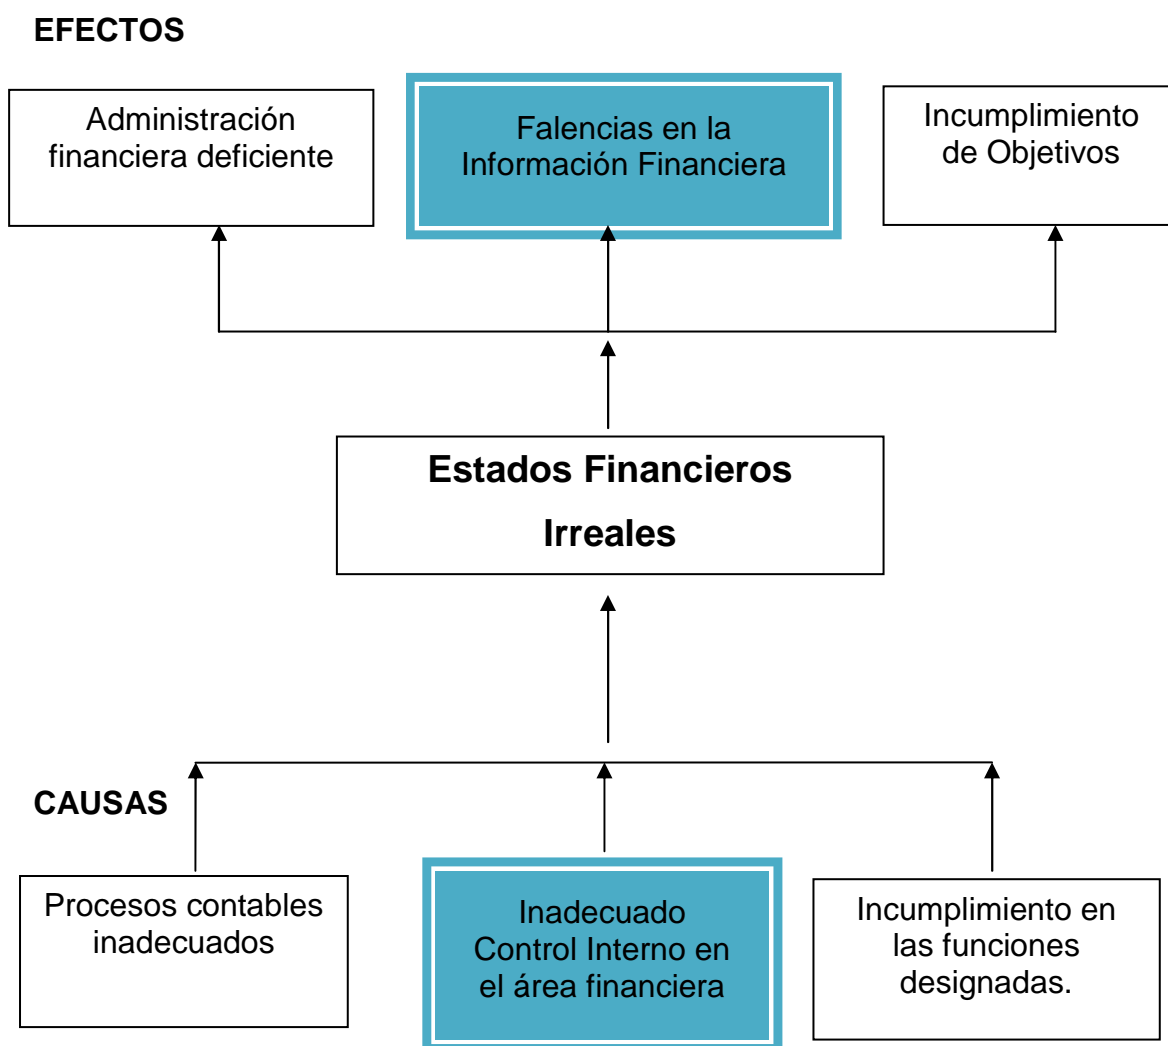 EFECTOS
Administración
financiera deficiente
Falencias en la
Información Financiera
Incumplimiento
de Objetivos
Estados Financieros
Irreales
CAUSAS
Procesos contables
inadecuados
Inadecuado
Control Interno en
el área financiera
Incumplimiento en
las funciones
designadas.